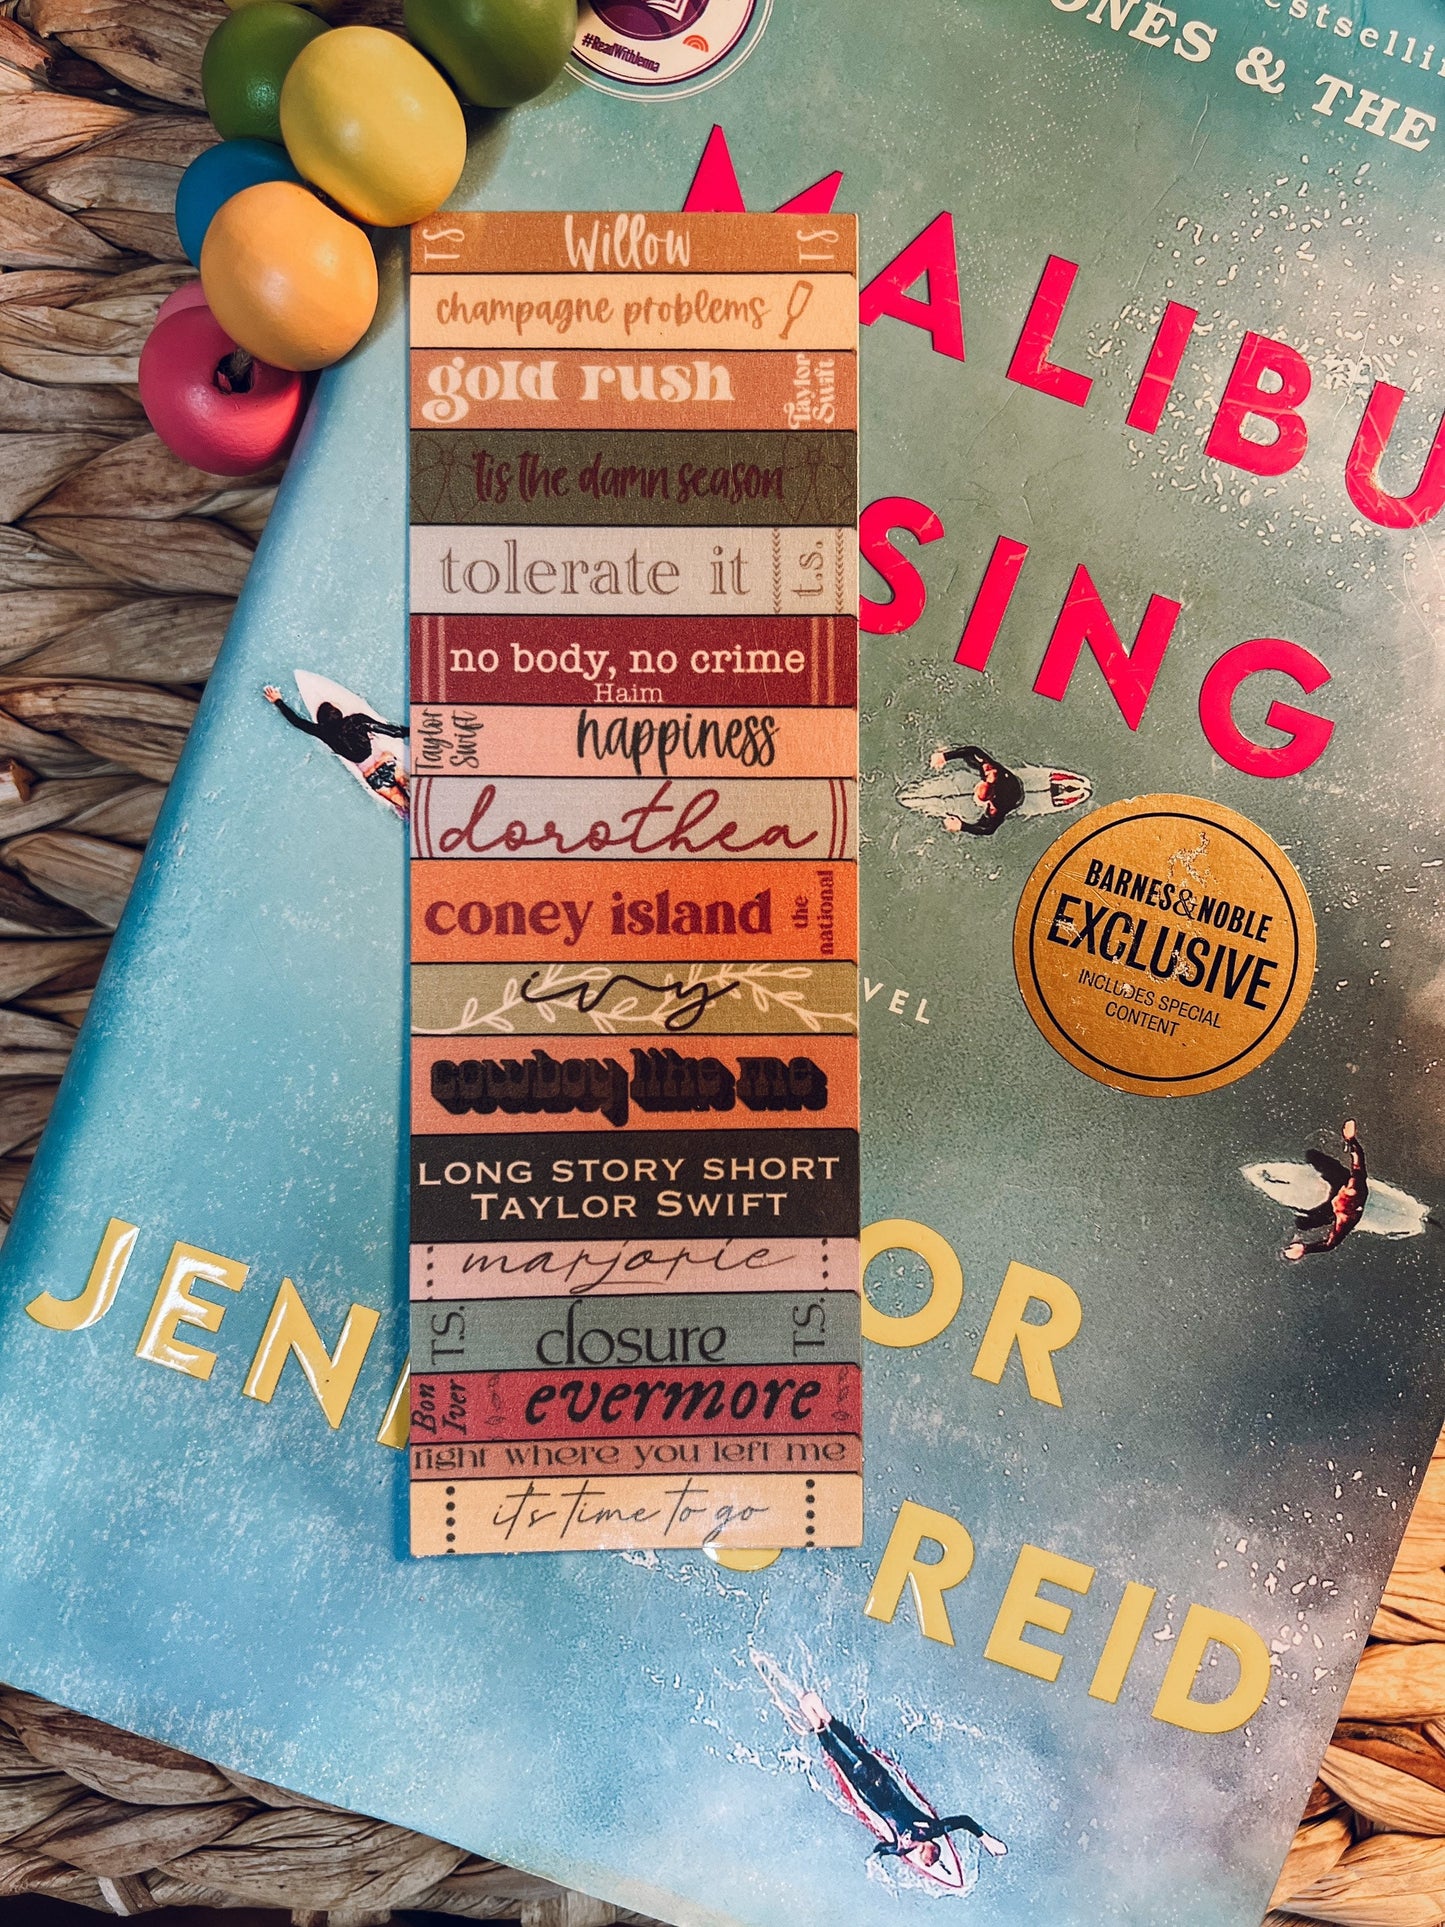 #ReadWithJenna
ONES & THE
MALIBU
SING
VEL
BARNES & NOBLE
EXCLUSIVE
INCLUDES SPECIAL
CONTENT
JEN
OR
REID
TS
Willow
TS
champagne problems
gold rush
Taylor
Swift
'tis the damn season
tolerate it
t.s.
no body, no crime
Haim
Taylor
Swift
happiness
dorothea
coney island
the
national
ivy
cowboy like me
LONG STORY SHORT
TAYLOR SWIFT
marjorie
T.S.
closure
T.S.
Bon
Iver
evermore
right where you left me
it's time to go